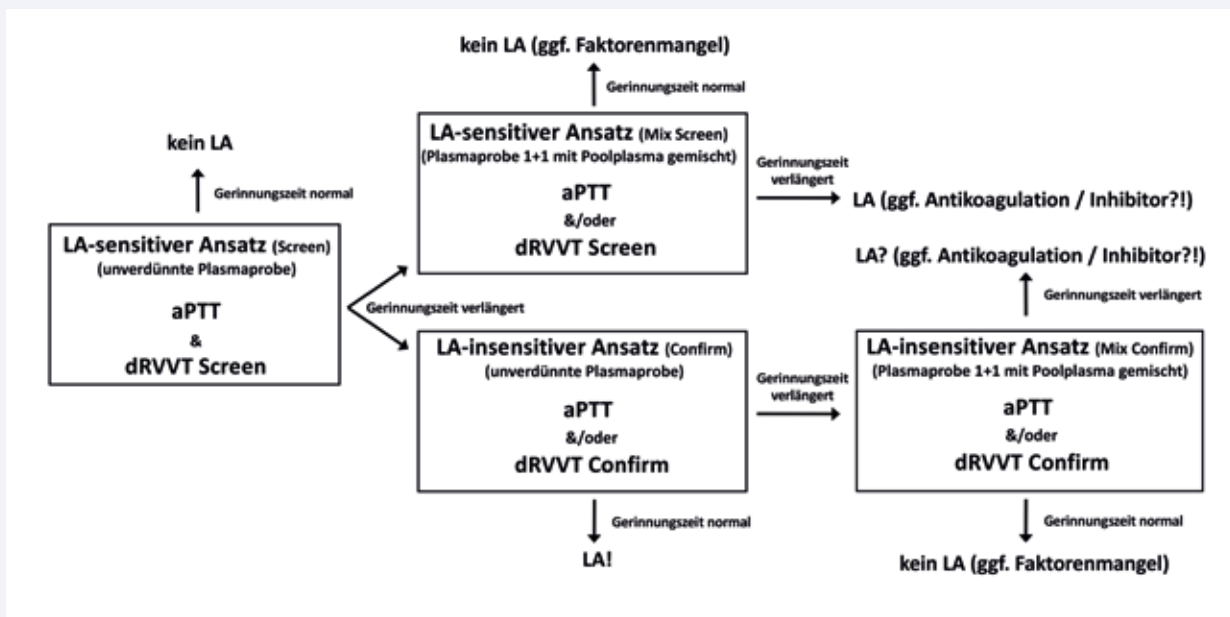 kein LA (ggf. Faktorenmangel)
Gerinnungszeit normal
LA-sensitiver Ansatz (Mix Screen)
(Plasmaprobe 1+1 mit Poolplasma gemischt)
aPTT
&/oder
dRVVT Screen
kein LA
Gerinnungszeit normal
LA-sensitiver Ansatz (Screen)
(unverdünnte Plasmaprobe)
aPTT
&
dRVVT Screen
Gerinnungszeit
verlängert
LA (ggf. Antikoagulation / Inhibitor?!)
Gerinnungszeit verlängert
LA? (ggf. Antikoagulation / Inhibitor?!)
Gerinnungszeit verlängert
LA-insensitiver Ansatz (Confirm)
(unverdünnte Plasmaprobe)
aPTT
&/oder
dRVVT Confirm
Gerinnungszeit
verlängert
LA-insensitiver Ansatz (Mix Confirm)
(Plasmaprobe 1+1 mit Poolplasma gemischt)
aPTT
&/oder
dRVVT Confirm
Gerinnungszeit normal
LA!
Gerinnungszeit normal
kein LA (ggf. Faktorenmangel)